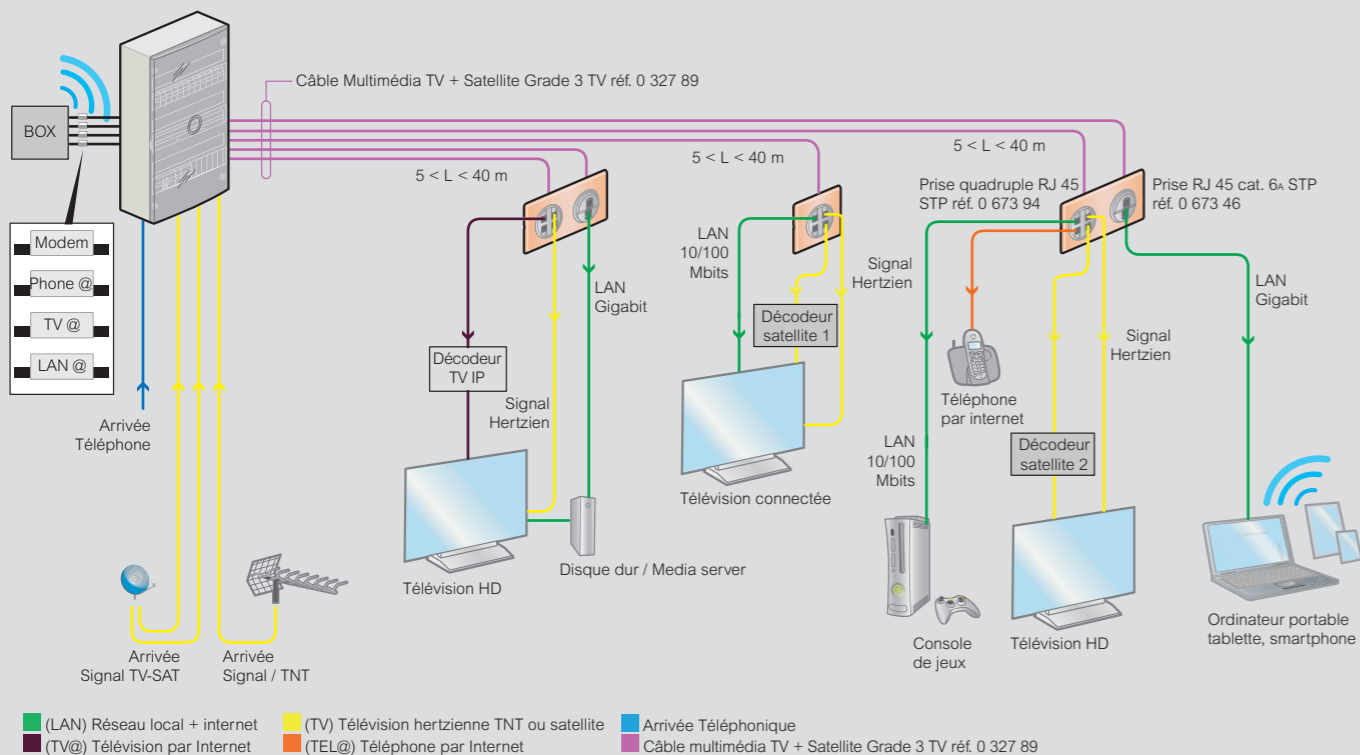 Câble Multimédia TV + Satellite Grade 3 TV réf. 0 327 89
BOX
Modem
Phone @
TV @
LAN @
Arrivée
Téléphone
Arrivée
Signal TV-SAT
Arrivée
Signal / TNT
5 < L < 40 m
LAN
Gigabit
Décodeur
TV IP
Signal
Hertzien
Télévision HD
Disque dur / Media server
5 < L < 40 m
LAN
10/100
Mbits
Signal
Hertzien
Décodeur
satellite 1
Télévision connectée
5 < L < 40 m
Prise quadruple RJ 45
STP réf. 0 673 94
Prise RJ 45 cat. 6A STP
réf. 0 673 46
LAN
Gigabit
Signal
Hertzien
Téléphone
par internet
LAN
10/100
Mbits
Décodeur
satellite 2
Console
de jeux
Télévision HD
Ordinateur portable
tablette, smartphone
(LAN) Réseau local + internet
(TV) Télévision hertzienne TNT ou satellite
Arrivée Téléphonique
(TV@) Télévision par Internet
(TEL@) Téléphone par Internet
Câble multimédia TV + Satellite Grade 3 TV réf. 0 327 89